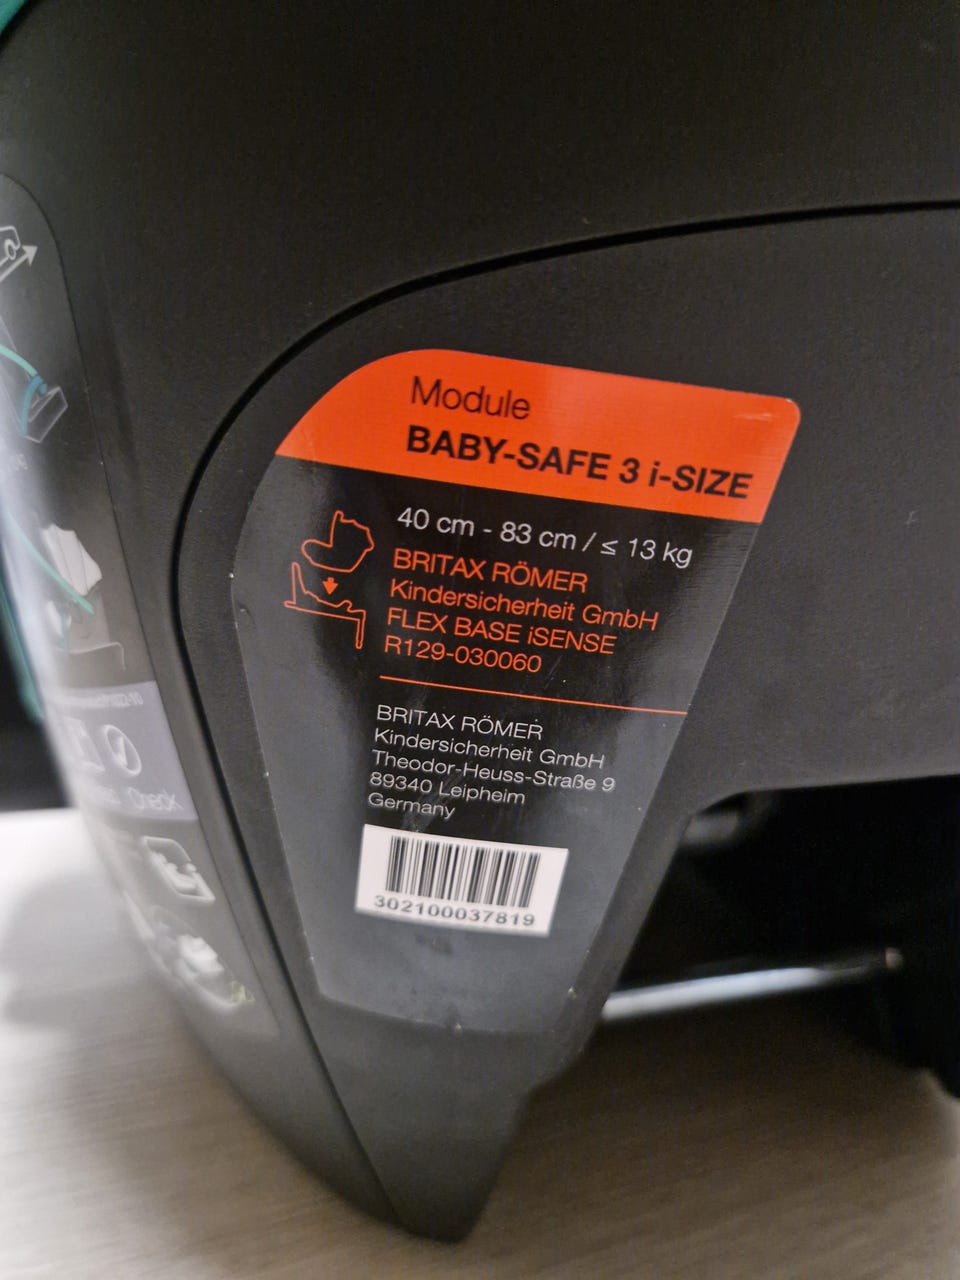 Module
BABY-SAFE 3 i-SIZE
40 cm - 83 cm / ≤ 13 kg
BRITAX RÖMER
Kindersicherheit GmbH
FLEX BASE iSENSE
R129-030060
BRITAX RÖMER
Kindersicherheit GmbH
Theodor-Heuss-Straße 9
89340 Leipheim
Germany
302100037819
Check